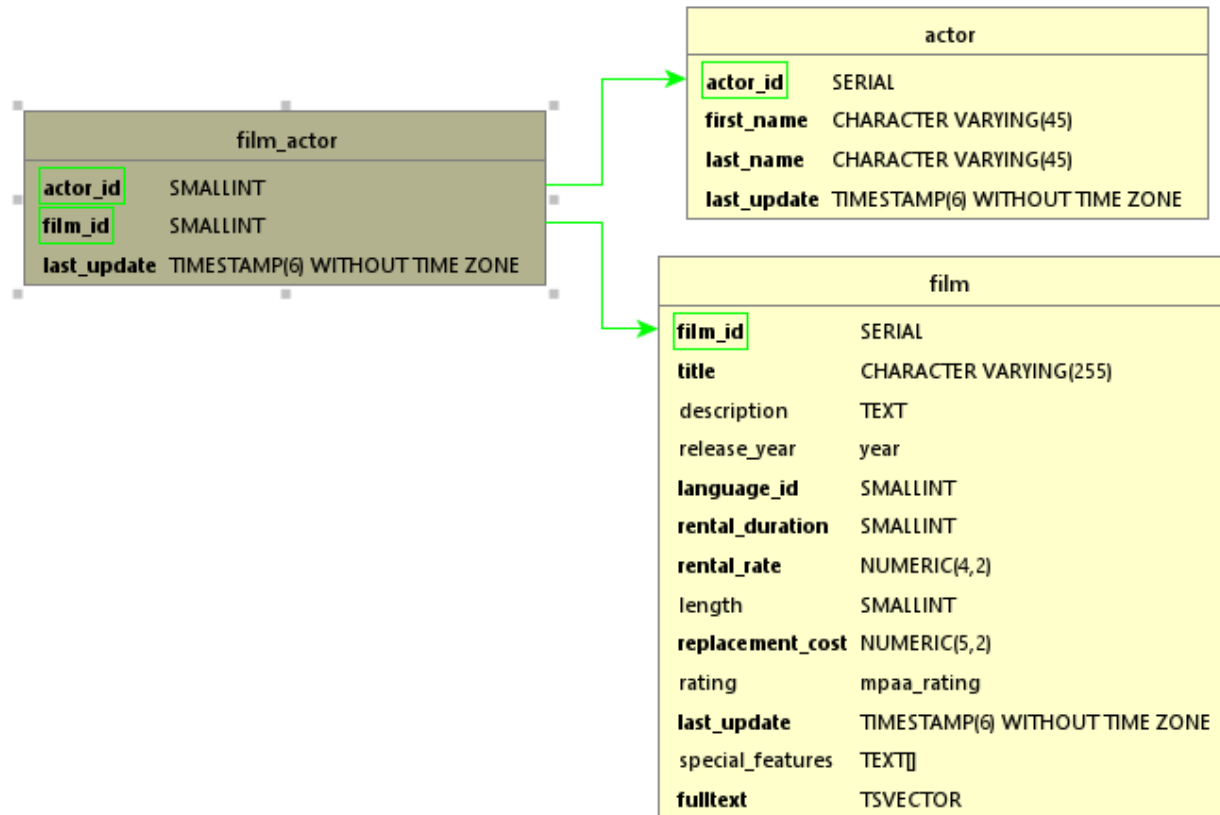 film_actor
actor_id SMALLINT
film_id SMALLINT
last_update TIMESTAMP(6) WITHOUT TIME ZONE
actor
actor_id SERIAL
first_name CHARACTER VARYING(45)
last_name CHARACTER VARYING(45)
last_update TIMESTAMP(6) WITHOUT TIME ZONE
film
film_id SERIAL
title CHARACTER VARYING(255)
description TEXT
release_year year
language_id SMALLINT
rental_duration SMALLINT
rental_rate NUMERIC(4,2)
length SMALLINT
replacement_cost NUMERIC(5,2)
rating mpaa_rating
last_update TIMESTAMP(6) WITHOUT TIME ZONE
special_features TEXT[]
fulltext TSVECTOR